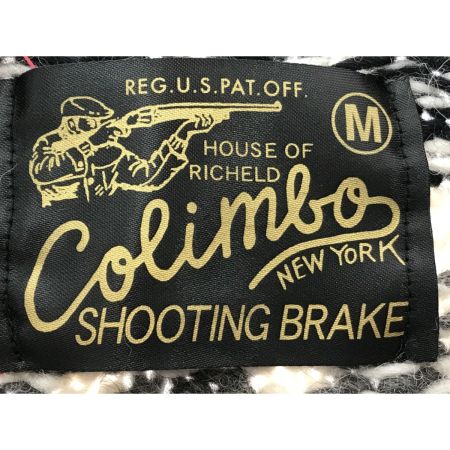 REG.U.S.PAT.OFF.
M
HOUSE OF
RICHELD
Colimbo
NEW YORK
SHOOTING BRAKE